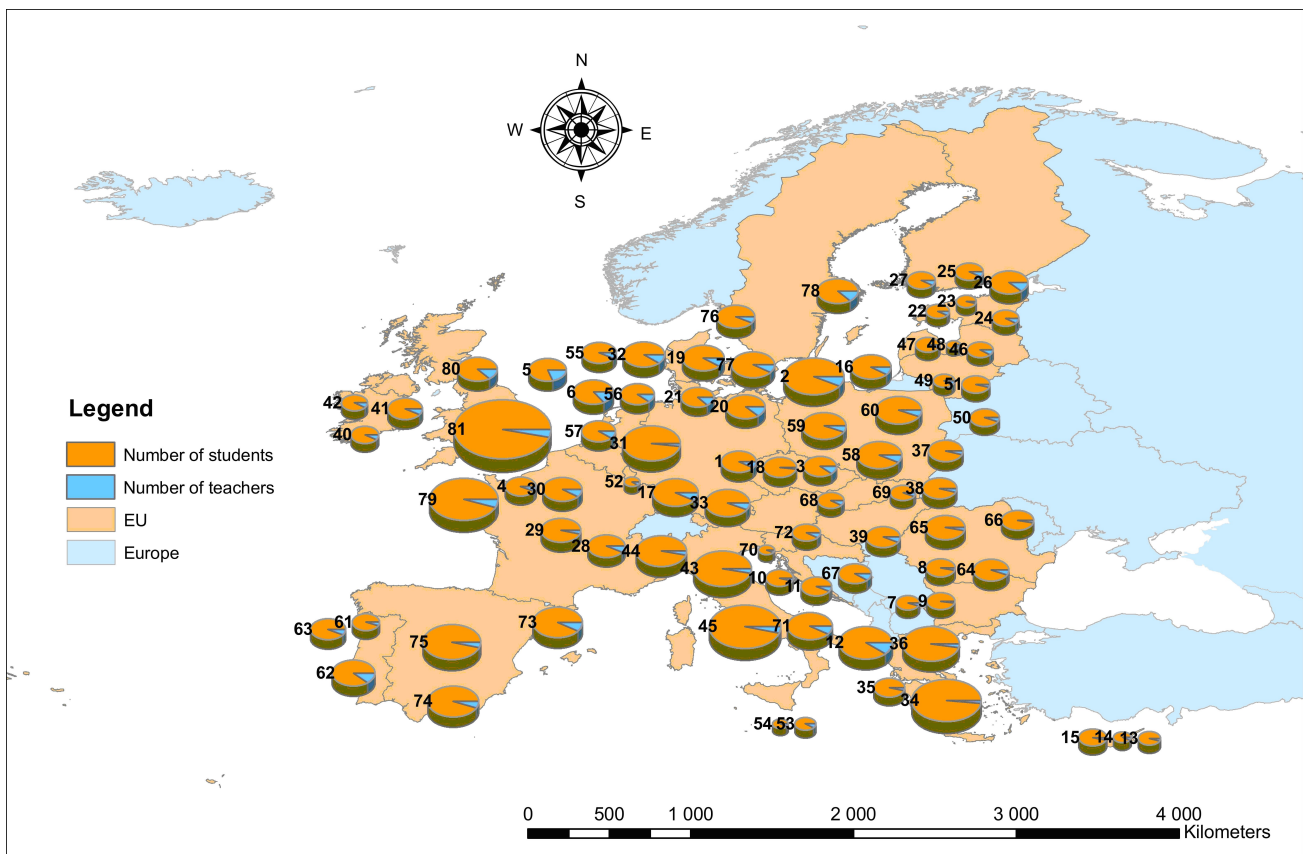 N
W E
S
27 25 26
78
23
76 22 24
47 48 46
55 32 19 77 16
80 5 2 49 51
6 56 21 20
42 41 60 50
40 81 57 31 59
58 37
1 18 3
4 30 52 17 33 68 69 38
79
29 28 44 72 39 65 66
70
43 10 11 67 8 64
7 9
63 61 73 45 71 12 36
75
62
74 35 34
54 53 15 14 13
Legend
Number of students
Number of teachers
EU
Europe
0 500 1 000 2 000 3 000 4 000
Kilometers